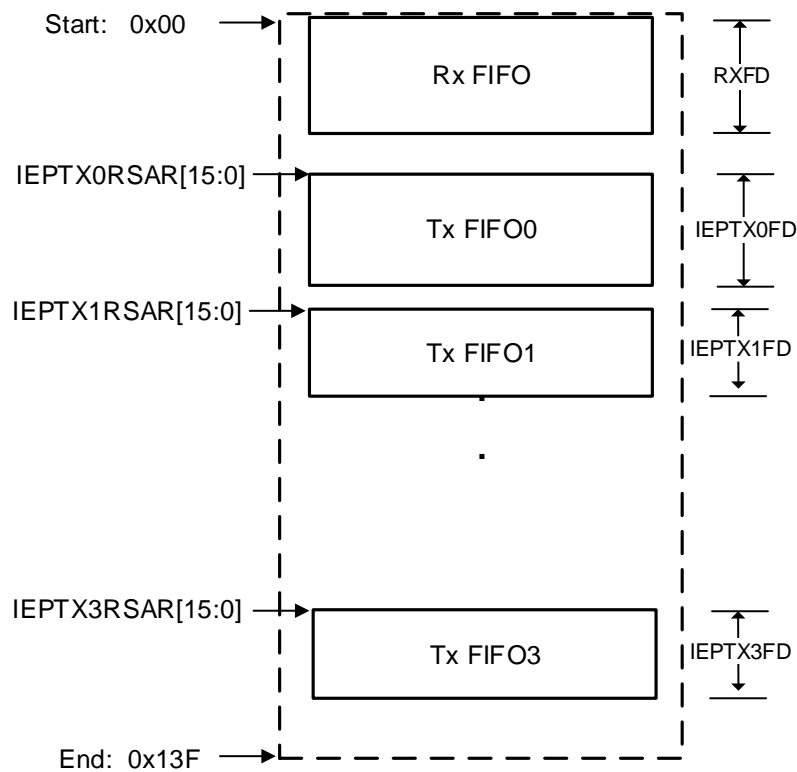 Start: 0x00
Rx FIFO
RXFD
IEPTX0RSAR[15:0]
Tx FIFO0
IEPTX0FD
IEPTX1RSAR[15:0]
Tx FIFO1
IEPTX1FD
IEPTX3RSAR[15:0]
Tx FIFO3
IEPTX3FD
End: 0x13F